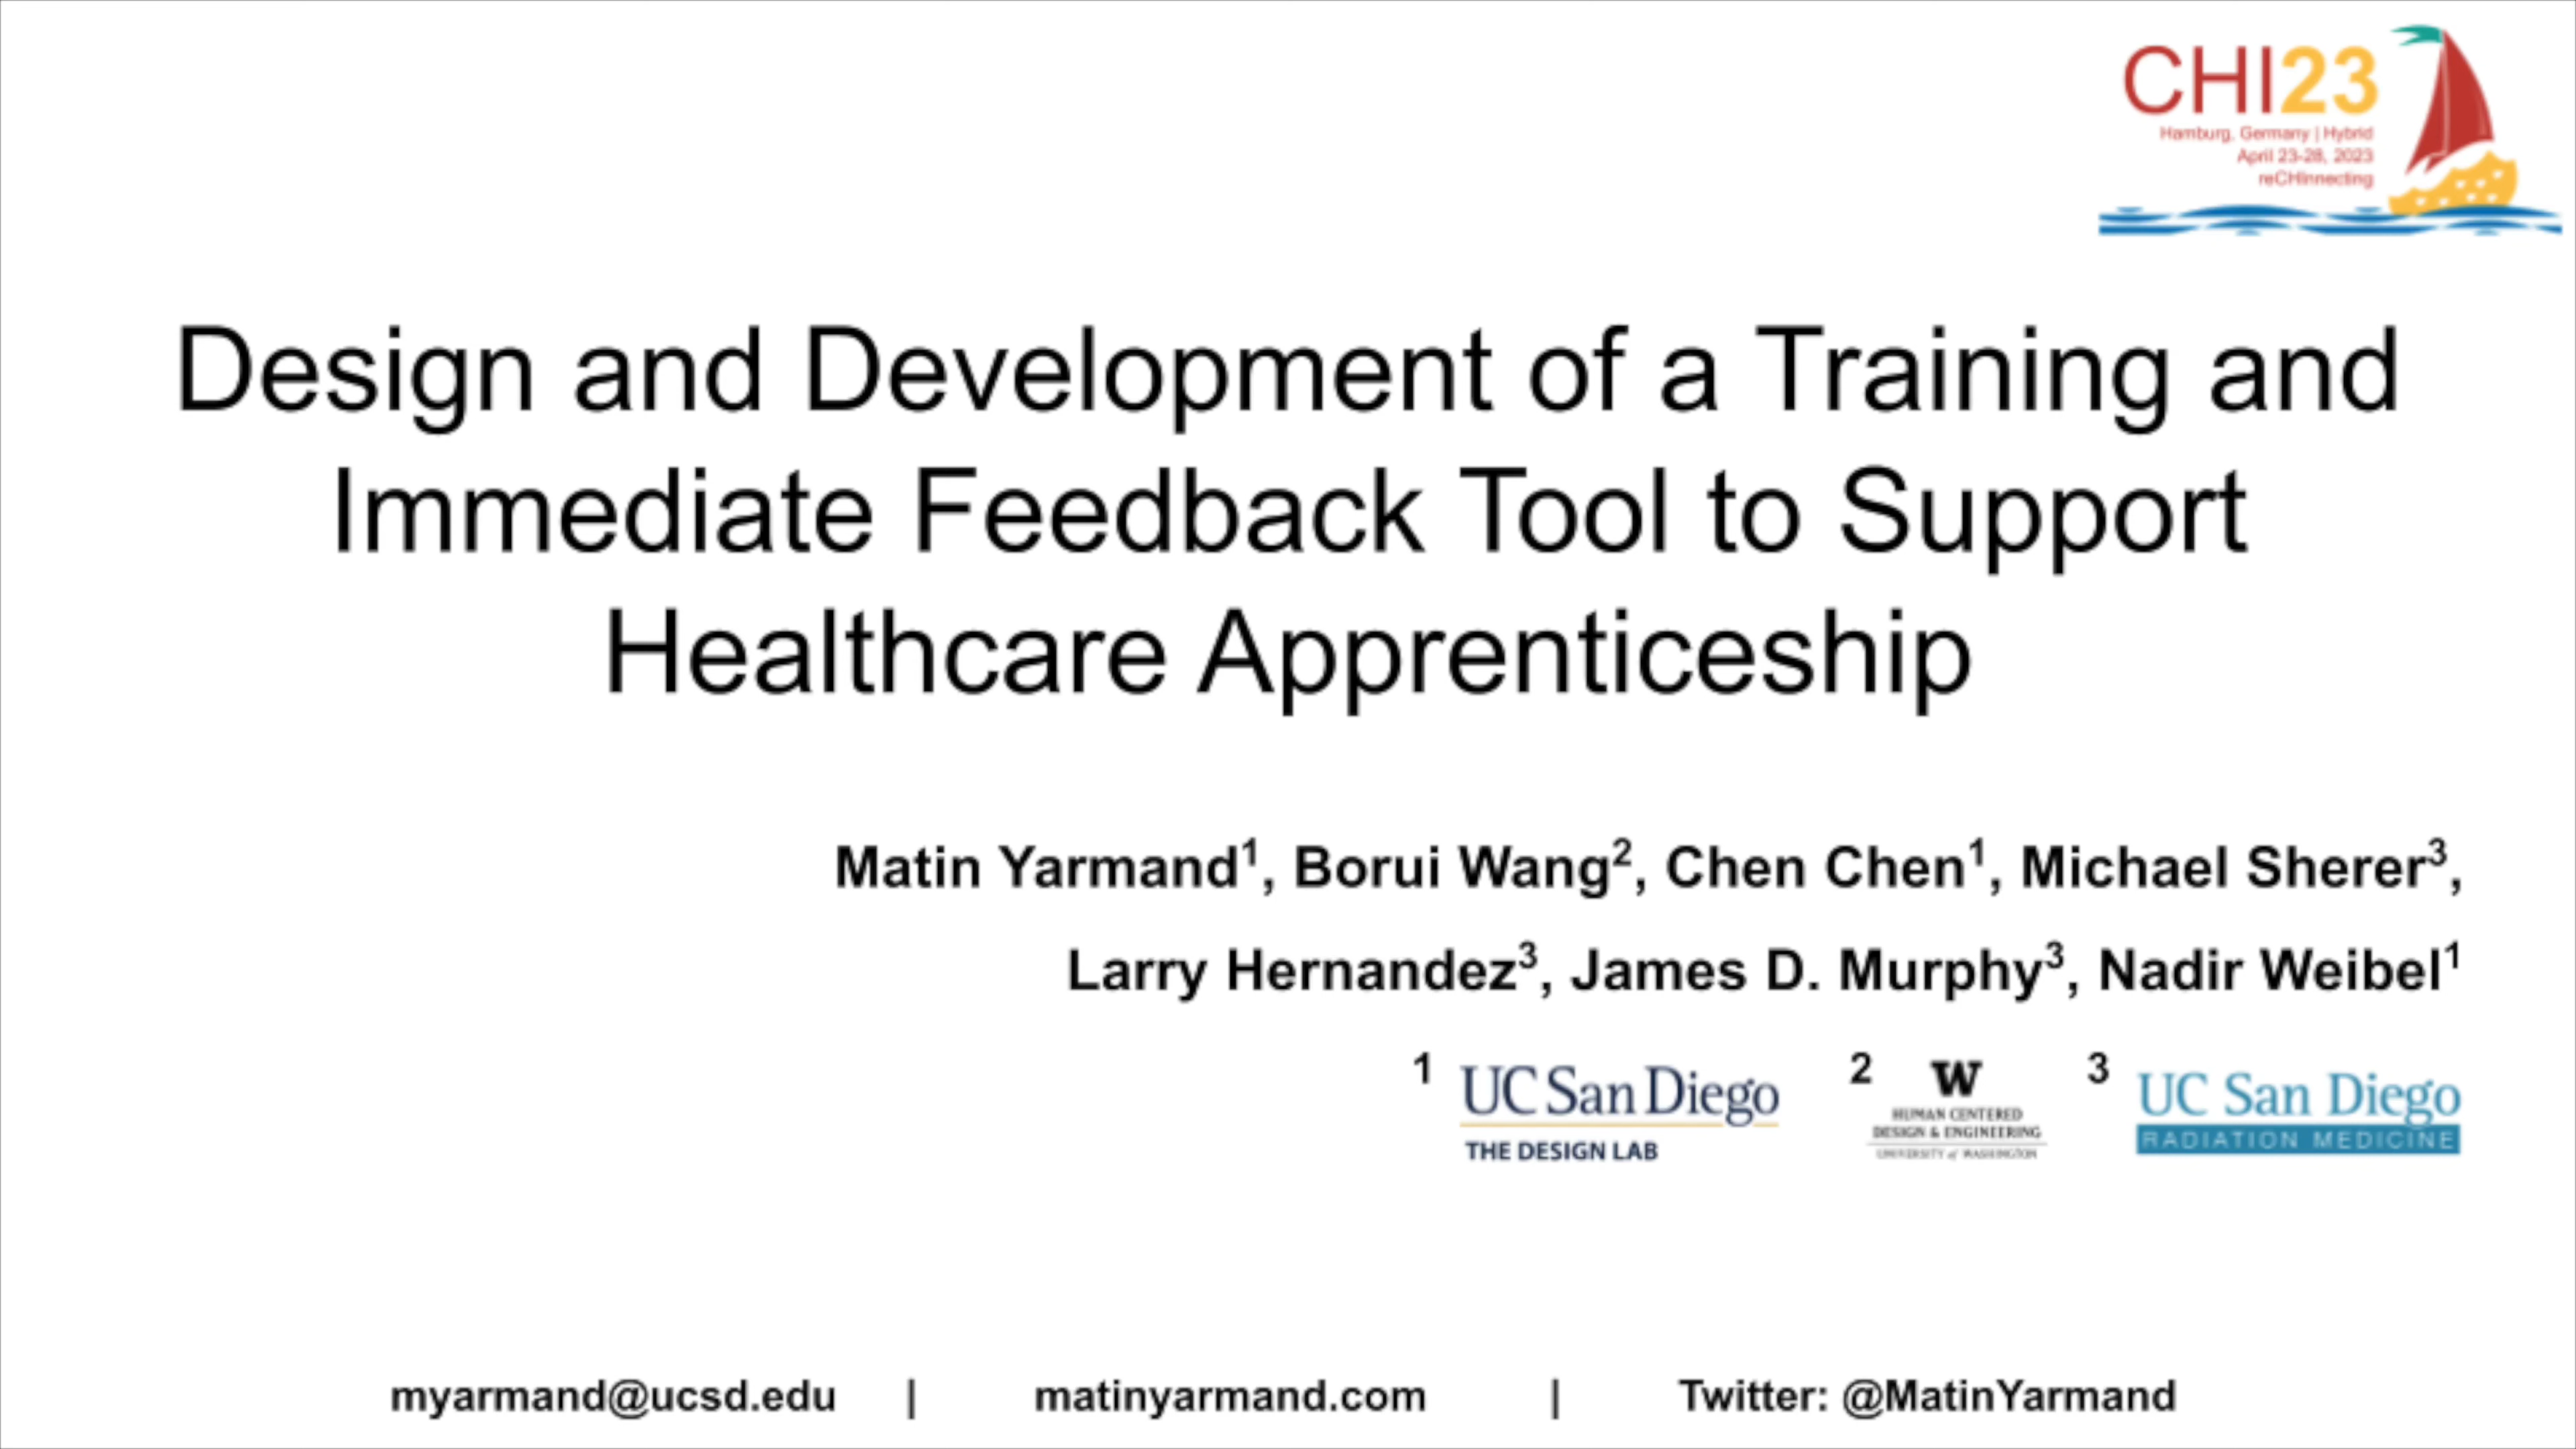 CHI23
Hamburg, Germany | Hybrid
April 23-28, 2023
reCHInnecting
Design and Development of a Training and
Immediate Feedback Tool to Support
Healthcare Apprenticeship
Matin Yarmand¹, Borui Wang², Chen Chen¹, Michael Sherer³,
Larry Hernandez³, James D. Murphy³, Nadir Weibel¹
1 UC San Diego
THE DESIGN LAB
2 W
HUMAN CENTERED
DESIGN & ENGINEERING
UNIVERSITY of WASHINGTON
3 UC San Diego
RADIATION MEDICINE
myarmand@ucsd.edu | matinyarmand.com | Twitter: @MatinYarmand